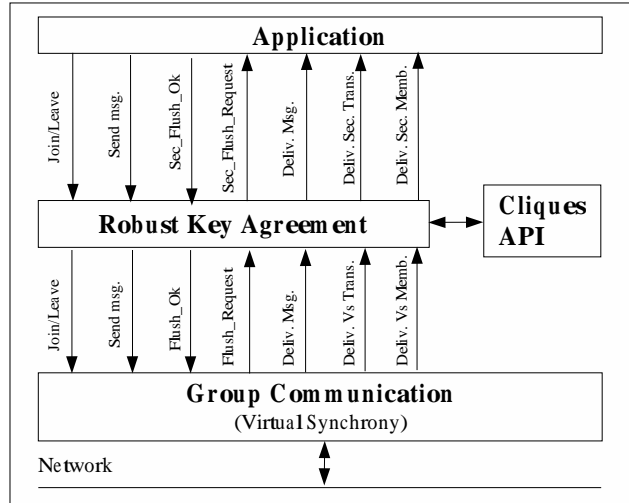 Application
Join/Leave
Send msg.
Sec_Flush_Ok
Sec_Flush_Request
Deliv. Msg.
Deliv. Sec. Trans.
Deliv. Sec. Memb.
Robust Key Agreement
Cliques
API
Join/Leave
Send msg.
Flush_Ok
Flush_Request
Deliv. Msg.
Deliv. Vs Trans.
Deliv. Vs Memb.
Group Communication
(Virtual Synchrony)
Network